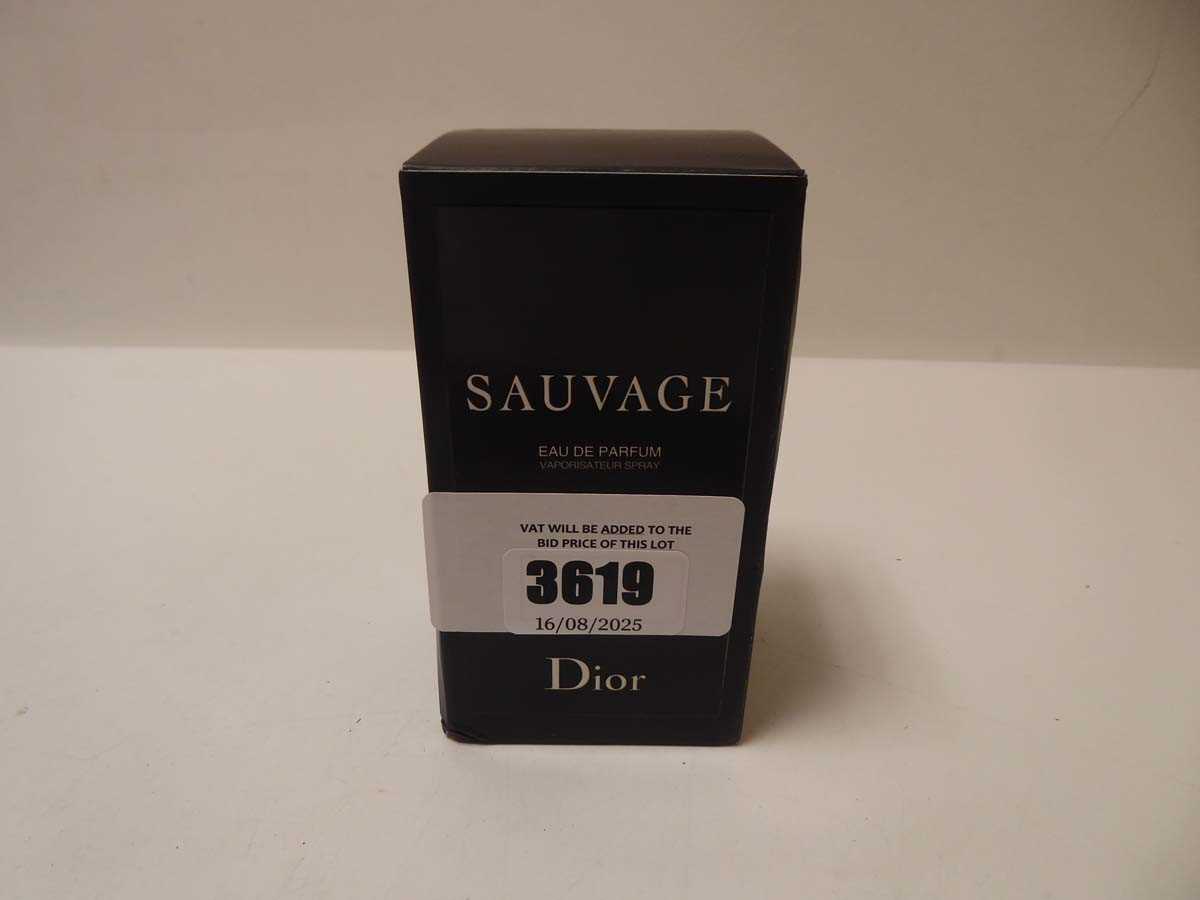 SAUVAGE
EAU DE PARFUM
VAPORISATEUR SPRAY
VAT WILL BE ADDED TO THE
BID PRICE OF THIS LOT
3619
16/08/2025
Dior